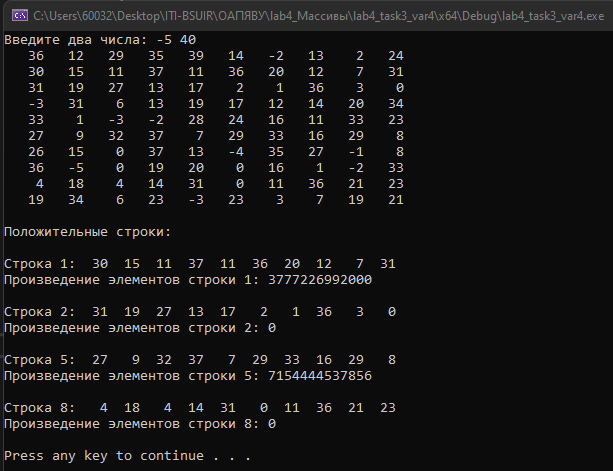 C:\Users\60032\Desktop\ITI-BSUIR\ОАПЯВУ\lab4_Массивы\lab4_task3_var4\x64\Debug\lab4_task3_var4.exe
Введите два числа: -5 40
36 12 29 35 39 14 -2 13 2 24
30 15 11 37 11 36 20 12 7 31
31 19 27 13 17 2 1 36 3 0
-3 31 6 13 19 17 12 14 20 34
33 1 -3 -2 28 24 16 11 33 23
27 9 32 37 7 29 33 16 29 8
26 15 0 37 13 -4 35 27 -1 8
36 -5 0 19 20 0 16 1 -2 33
4 18 4 14 31 0 11 36 21 23
19 34 6 23 -3 23 3 7 19 21
Положительные строки:
Строка 1: 30 15 11 37 11 36 20 12 7 31
Произведение элементов строки 1: 3777226992000
Строка 2: 31 19 27 13 17 2 1 36 3 0
Произведение элементов строки 2: 0
Строка 5: 27 9 32 37 7 29 33 16 29 8
Произведение элементов строки 5: 7154444537856
Строка 8: 4 18 4 14 31 0 11 36 21 23
Произведение элементов строки 8: 0
Press any key to continue . . .